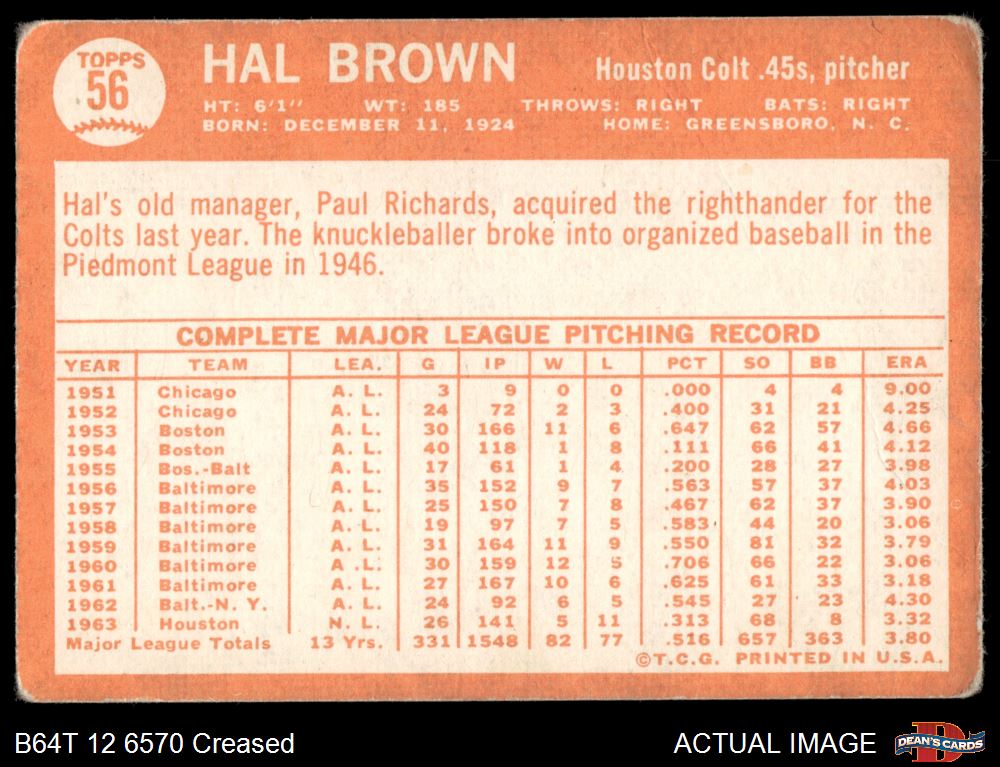 TOPPS
56
HAL BROWN
Houston Colt .45s, pitcher
HT: 6'1" WT: 185 THROWS: RIGHT BATS: RIGHT
BORN: DECEMBER 11, 1924 HOME: GREENSBORO, N. C.
Hal's old manager, Paul Richards, acquired the righthander for the
Colts last year. The knuckleballer broke into organized baseball in the
Piedmont League in 1946.
COMPLETE MAJOR LEAGUE PITCHING RECORD
YEAR TEAM LEA. G IP W L PCT SO BB ERA
1951 Chicago A. L. 3 9 0 0 .000 4 4 9.00
1952 Chicago A. L. 24 72 2 3 .400 31 21 4.25
1953 Boston A. L. 30 166 11 6 .647 62 57 4.66
1954 Boston A. L. 40 118 1 8 .111 66 41 4.12
1955 Bos.-Balt A. L. 17 61 1 4 .200 28 27 3.98
1956 Baltimore A. L. 35 152 9 7 .563 57 37 4.03
1957 Baltimore A. L. 25 150 7 8 .467 62 37 3.90
1958 Baltimore A. L. 19 97 7 5 .583 44 20 3.06
1959 Baltimore A. L. 31 164 11 9 .550 81 32 3.79
1960 Baltimore A .L. 30 159 12 5 .706 66 22 3.06
1961 Baltimore A. L. 27 167 10 6 .625 61 33 3.18
1962 Balt.-N. Y. A. L. 24 92 6 5 .545 27 23 4.30
1963 Houston N. L. 26 141 5 11 .313 68 8 3.32
Major League Totals 13 Yrs. 331 1548 82 77 .516 657 363 3.80
©T.C.G. PRINTED IN U.S.A.
B64T 12 6570 Creased
ACTUAL IMAGE
D
DEAN'S CARDS